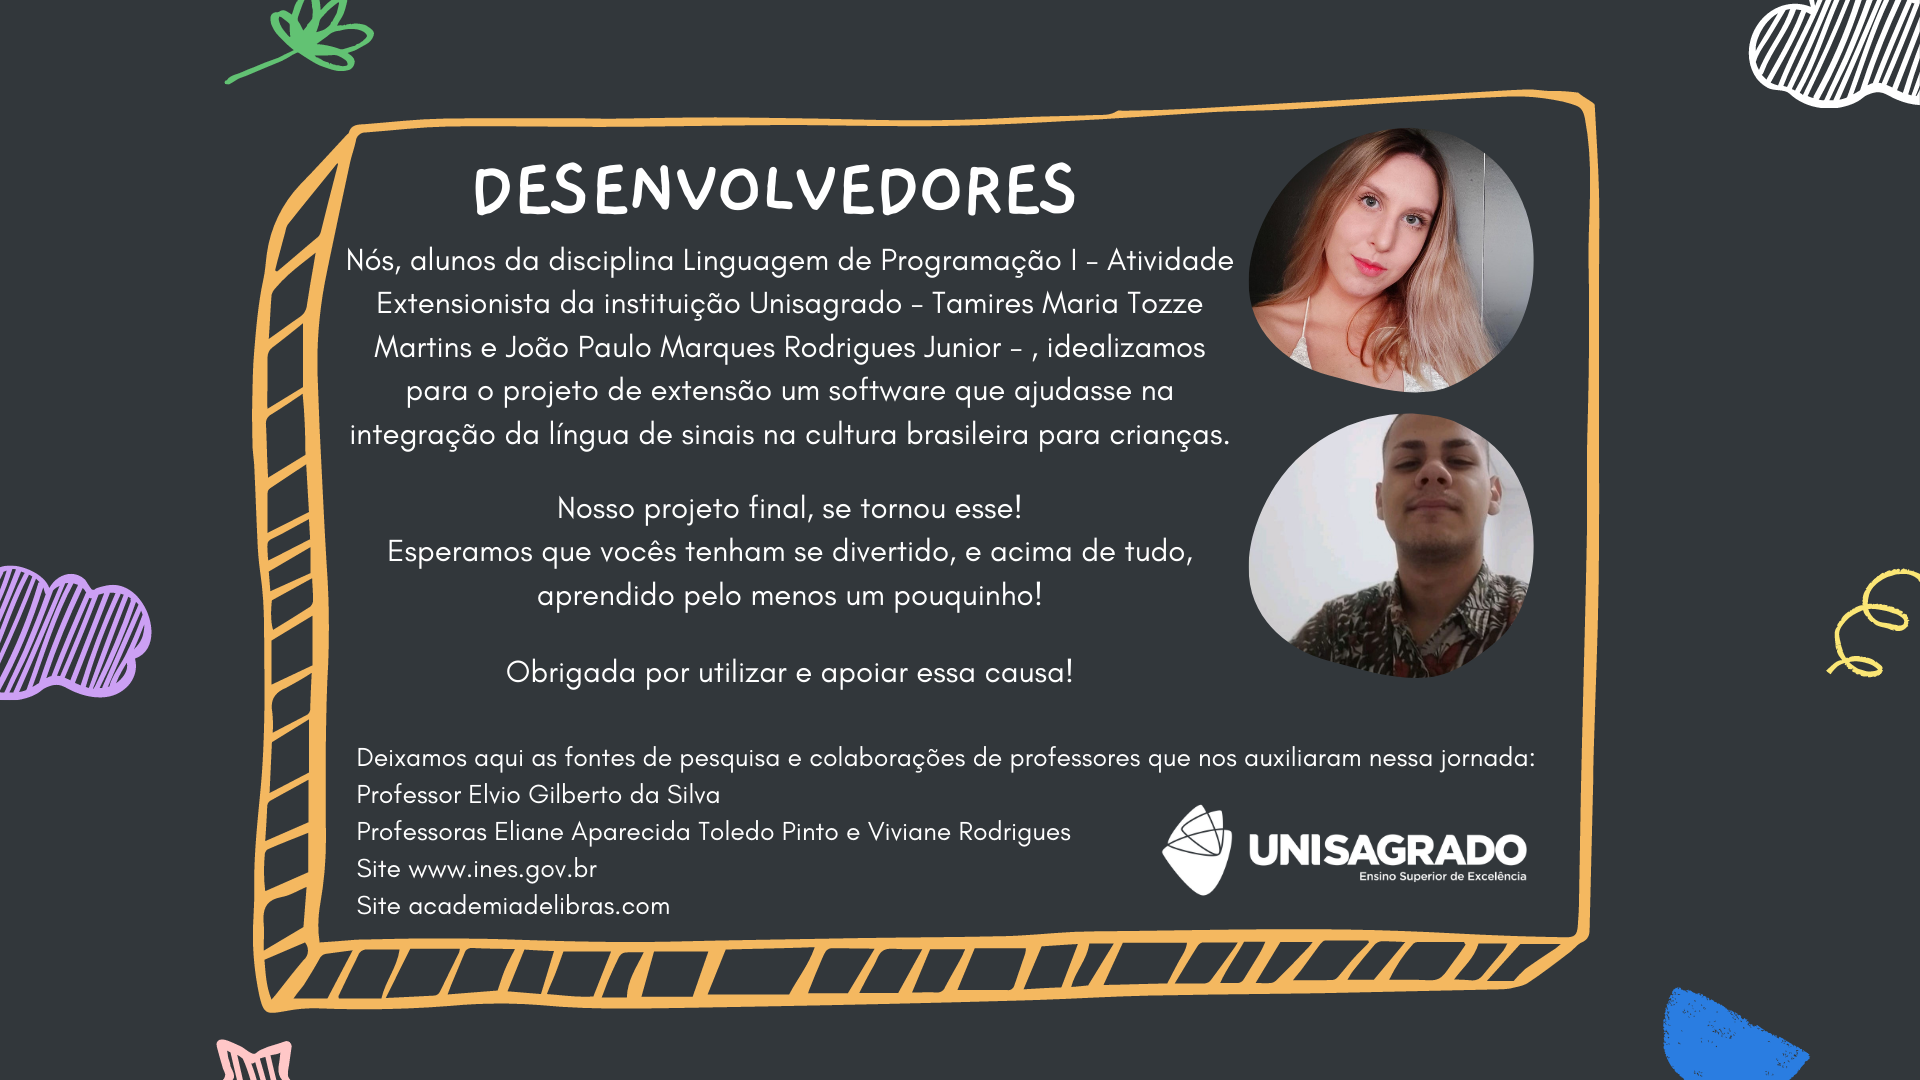 DESENVOLVEDORES
Nós, alunos da disciplina Linguagem de Programação I - Atividade
Extensionista da instituição Unisagrado - Tamires Maria Tozze
Martins e João Paulo Marques Rodrigues Junior - , idealizamos
para o projeto de extensão um software que ajudasse na
integração da língua de sinais na cultura brasileira para crianças.
Nosso projeto final, se tornou esse!
Esperamos que vocês tenham se divertido, e acima de tudo,
aprendido pelo menos um pouquinho!
Obrigada por utilizar e apoiar essa causa!
Deixamos aqui as fontes de pesquisa e colaborações de professores que nos auxiliaram nessa jornada:
Professor Elvio Gilberto da Silva
Professoras Eliane Aparecida Toledo Pinto e Viviane Rodrigues
Site www.ines.gov.br
Site academiadelibras.com
UNISAGRADO
Ensino Superior de Excelência